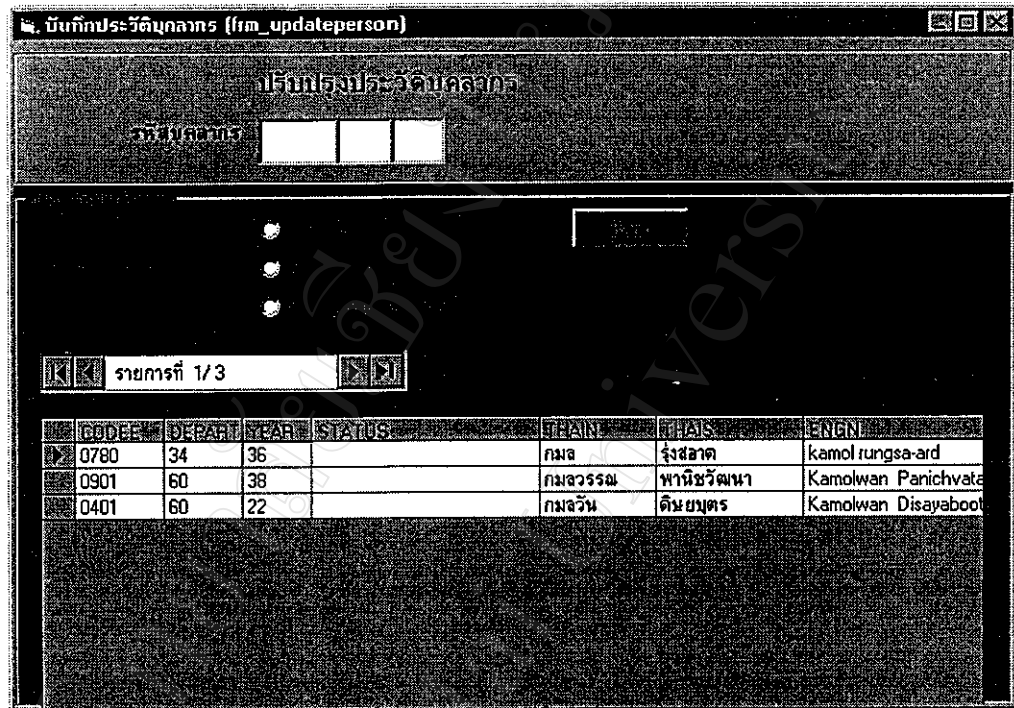 บันทึกประวัติบุคลากร (frm_updateperson)
ปรับปรุงประวัติบุคลากร
รหัสบุคลากร
รายการที่ 1/3
CODEE DEPART YEAR STATUS THAIN THAIS ENGN
0780 34 36 กมล รุ่งสอาด kamol rungsa-ard
0901 60 38 กมลวรรณ พานิชวัฒนา Kamolwan Panichvata
0401 60 22 กมลวัน ดิษยบุตร Kamolwan Disayaboot